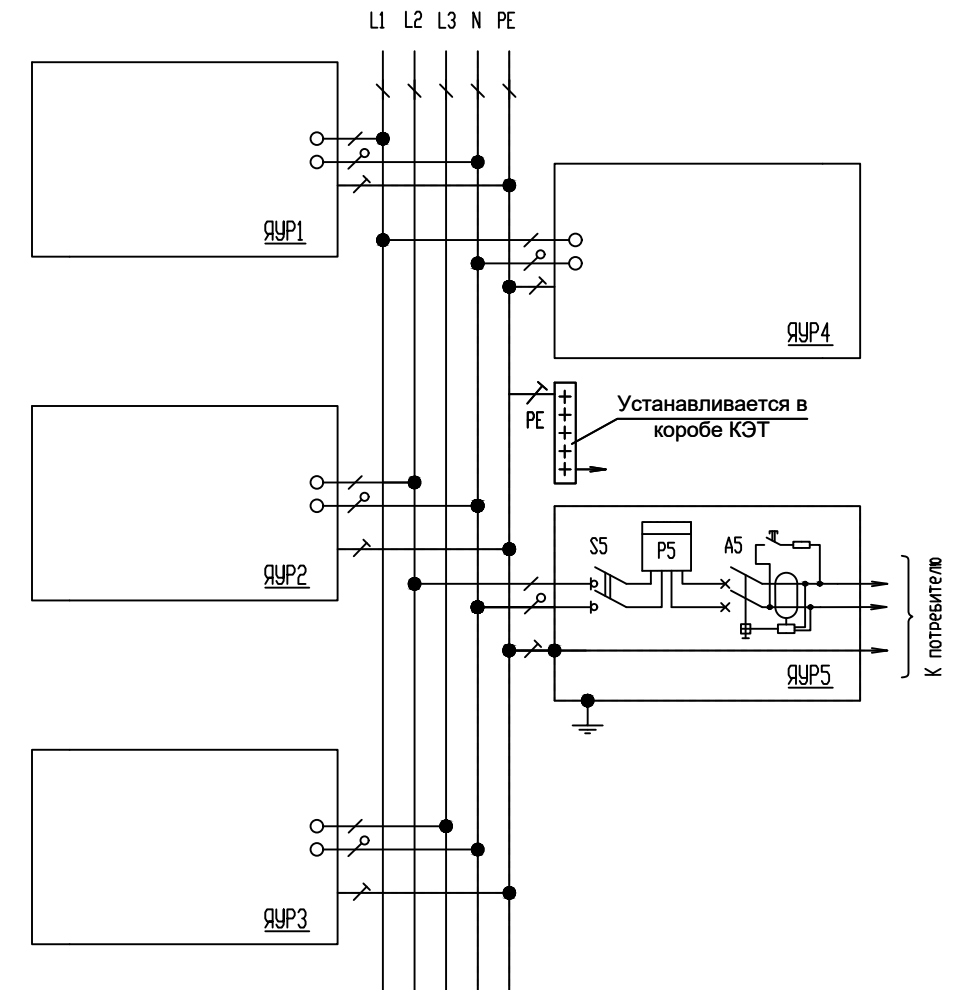 L1 L2 L3 N PE
ЯУР1
ЯУР4
Устанавливается в
коробе КЭТ
PE
S5 P5 A5
ЯУР2
К потребителю
ЯУР5
ЯУР3